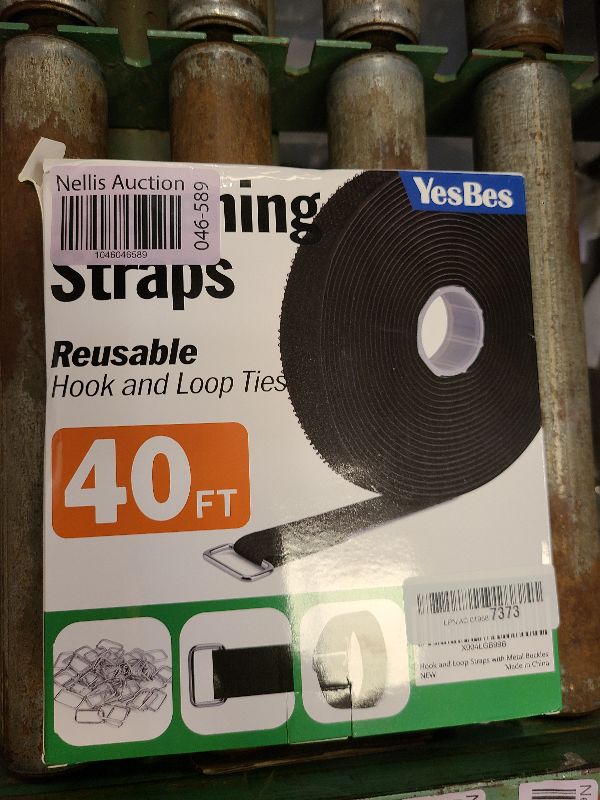 Nellis Auction
1046046589
046-589
YesBes
Straps
Reusable
Hook and Loop Ties
40 FT
7373
X004LGB99B
Hook and Loop Straps with Metal Buckles
NEW
Made in China